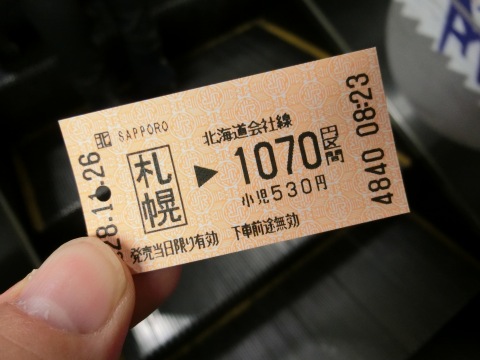 北 SAPPORO
北海道会社線
札幌 ▶ 1070円区間
小児530円
発売当日限り有効 下車前途無効
28.11.26
4840 08:23